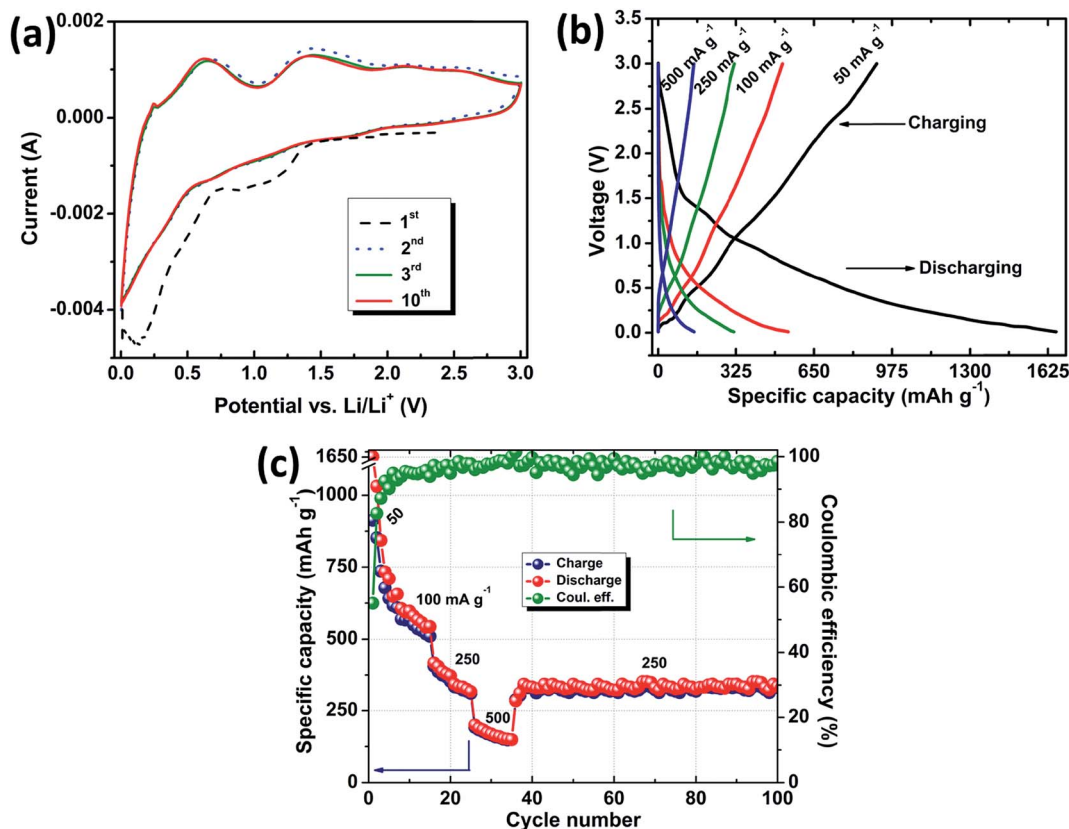 (a)
0.002
0.000
-0.002
-0.004
Current (A)
1st
2nd
3rd
10th
0.0 0.5 1.0 1.5 2.0 2.5 3.0
Potential vs. Li/Li+ (V)
(b)
3.5
3.0
2.5
2.0
1.5
1.0
0.5
0.0
Voltage (V)
500 mA g-1
250 mA g-1
100 mA g-1
50 mA g-1
Charging
Discharging
0 325 650 975 1300 1625
Specific capacity (mAh g-1)
(c)
1650
1000
750
500
250
0
Specific capacity (mAh g-1)
50
100 mA g-1
250
500
250
Charge
Discharge
Coul. eff.
100
80
60
40
20
0
Coulombic efficiency (%)
0 20 40 60 80 100
Cycle number